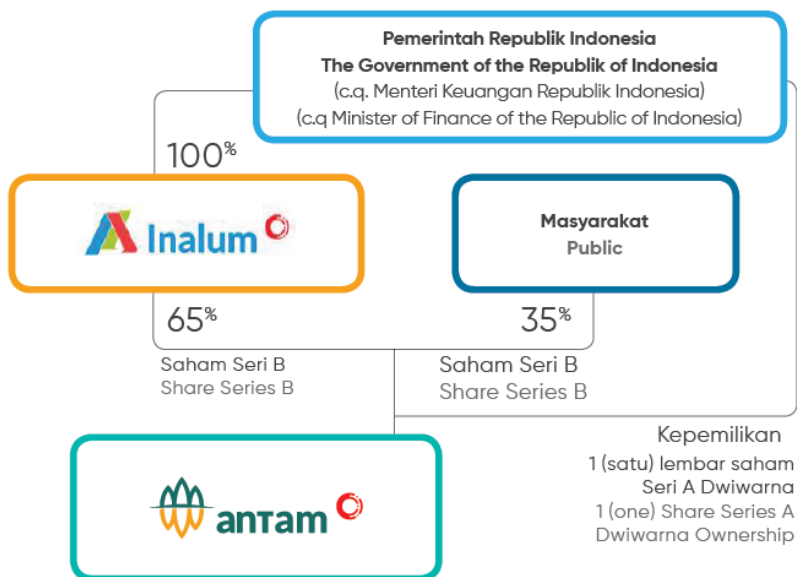 Pemerintah Republik Indonesia
The Government of the Republik of Indonesia
(c.q. Menteri Keuangan Republik Indonesia)
(c.q Minister of Finance of the Republic of Indonesia)
100%
Inalum
Masyarakat
Public
65%
35%
Saham Seri B
Share Series B
Saham Seri B
Share Series B
Kepemilikan
1 (satu) lembar saham
Seri A Dwiwarna
1 (one) Share Series A
Dwiwarna Ownership
antam